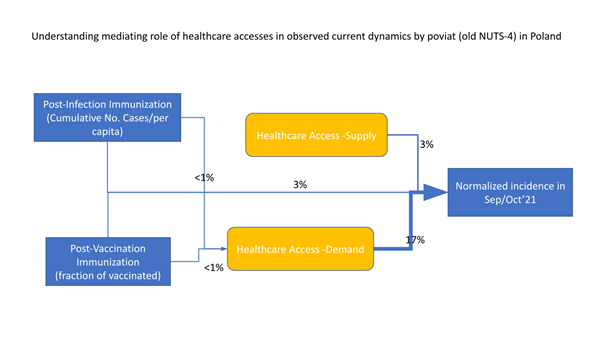 Understanding mediating role of healthcare accesses in observed current dynamics by poviat (old NUTS-4) in Poland
Post-Infection Immunization
(Cumulative No. Cases/per
capita)
Healthcare Access -Supply
3%
<1%
3%
Normalized incidence in
Sep/Oct'21
Post-Vaccination
Immunization
(fraction of vaccinated)
Healthcare Access -Demand
17%
<1%